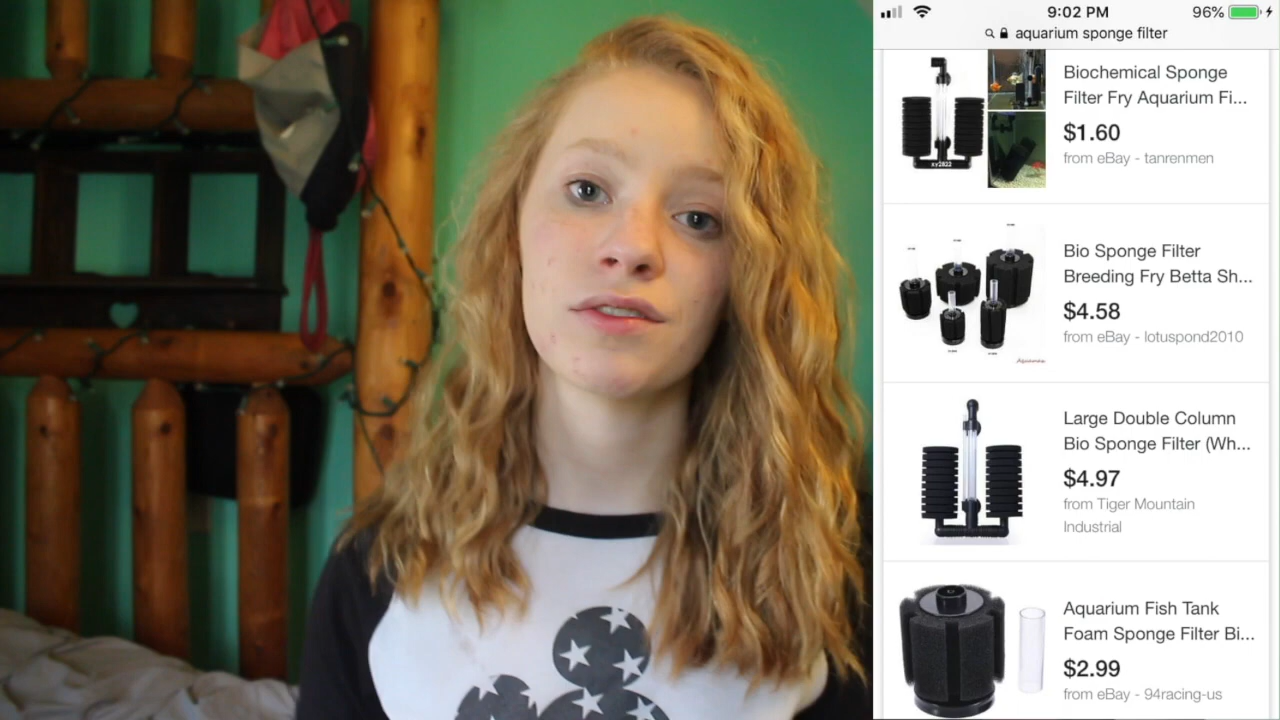 9:02 PM
96%
aquarium sponge filter
Biochemical Sponge
Filter Fry Aquarium Fi...
$1.60
from eBay - tanrenmen
xy2822
Bio Sponge Filter
Breeding Fry Betta Sh...
$4.58
from eBay - lotuspond2010
Large Double Column
Bio Sponge Filter (Wh...
$4.97
from Tiger Mountain
Industrial
Aquarium Fish Tank
Foam Sponge Filter Bi...
$2.99
from eBay - 94racing-us